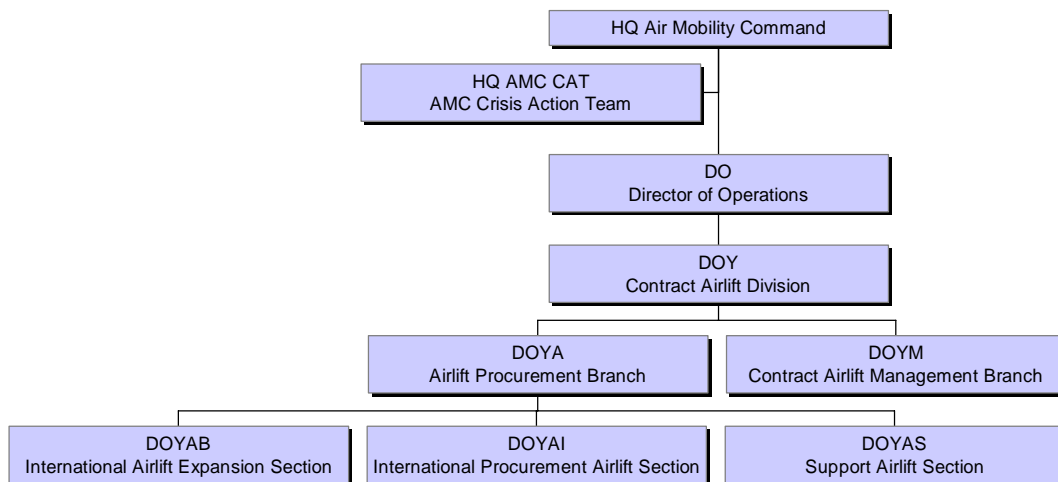 HQ Air Mobility Command
HQ AMC CAT
AMC Crisis Action Team
DO
Director of Operations
DOY
Contract Airlift Division
DOYA
Airlift Procurement Branch
DOYM
Contract Airlift Management Branch
DOYAB
International Airlift Expansion Section
DOYAI
International Procurement Airlift Section
DOYAS
Support Airlift Section